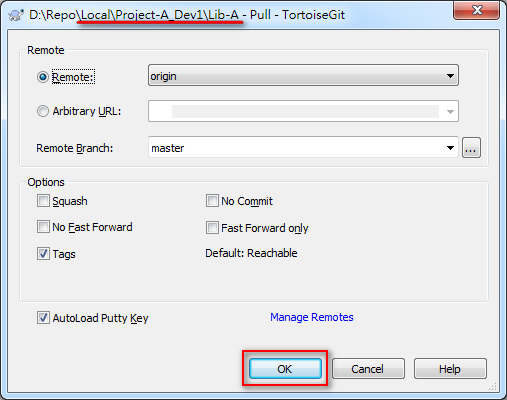 D:\Repo\Local\Project-A_Dev1\Lib-A - Pull - TortoiseGit
Remote
Remote: origin
Arbitrary URL:
Remote Branch: master ...
Options
Squash No Commit
No Fast Forward Fast Forward only
Tags Default: Reachable
AutoLoad Putty Key Manage Remotes
OK Cancel Help